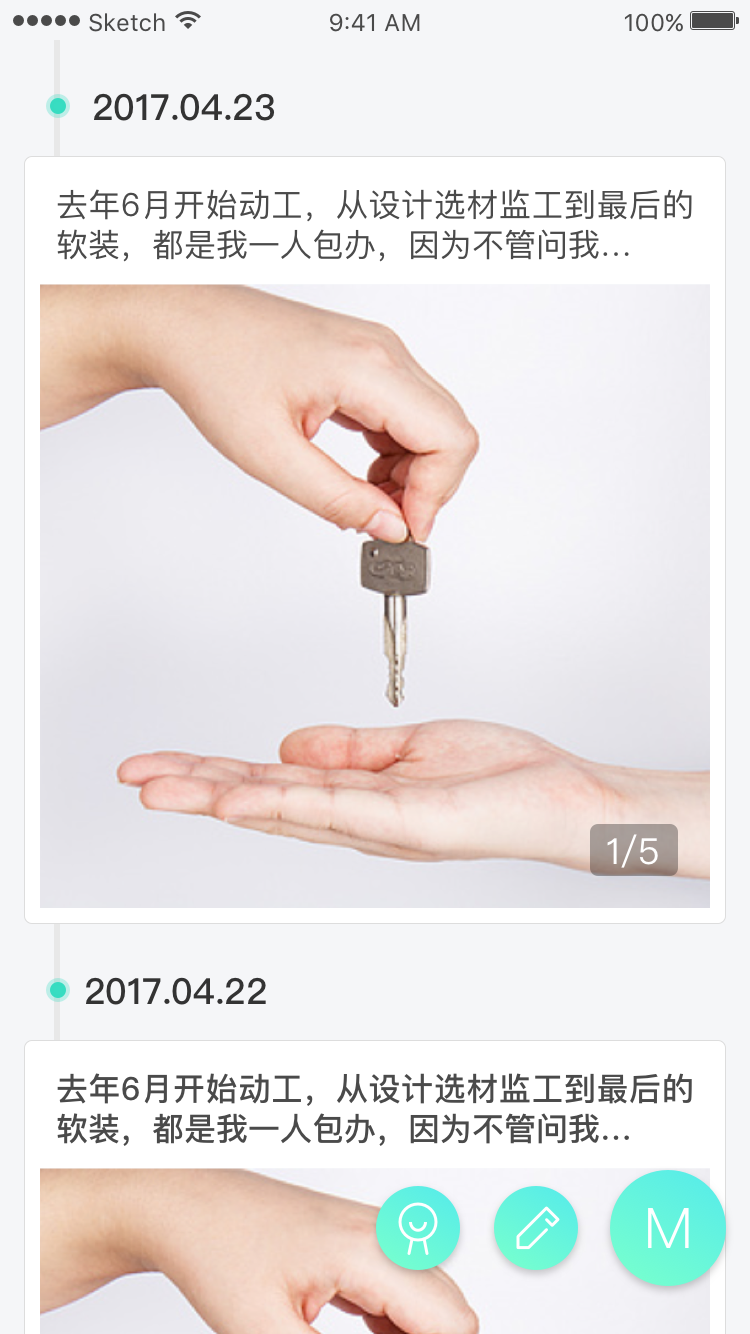 Sketch 9:41 AM 100%
2017.04.23
去年6月开始动工，从设计选材监工到最后的
软装，都是我一人包办，因为不管问我...
1/5
2017.04.22
去年6月开始动工，从设计选材监工到最后的
软装，都是我一人包办，因为不管问我...
M